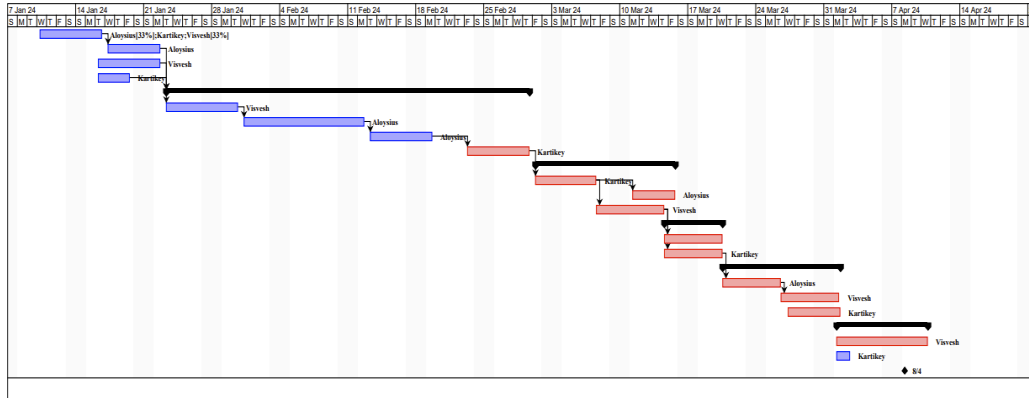 7 Jan 24 14 Jan 24 21 Jan 24 28 Jan 24 4 Feb 24 11 Feb 24 18 Feb 24 25 Feb 24 3 Mar 24 10 Mar 24 17 Mar 24 24 Mar 24 31 Mar 24 7 Apr 24 14 Apr 24
S M T W T F S S M T W T F S S M T W T F S S M T W T F S S M T W T F S S M T W T F S S M T W T F S S M T W T F S S M T W T F S S M T W T F S S M T W T F S S M T W T F S S M T W T F S S M T W T F S S M T W T F S
Aloysius[33%];Kartikey;Visvesh[33%]
Aloysius
Visvesh
Kartikey
Visvesh
Aloysius
Aloysius
Kartikey
Kartikey
Aloysius
Visvesh
Kartikey
Aloysius
Visvesh
Kartikey
Visvesh
Kartikey
8/4